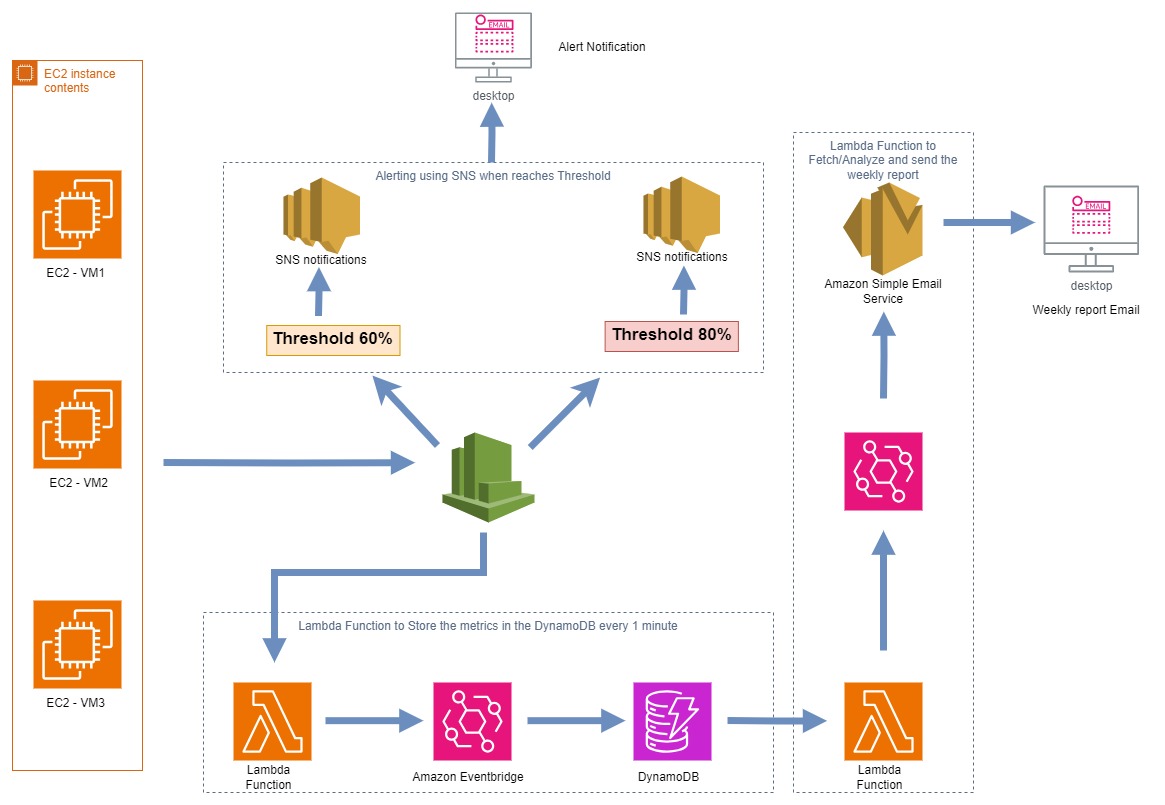 EMAIL
Alert Notification
desktop
EC2 instance
contents
EC2 - VM1
EC2 - VM2
EC2 - VM3
Alerting using SNS when reaches Threshold
SNS notifications
SNS notifications
Threshold 60%
Threshold 80%
Lambda Function to Store the metrics in the DynamoDB every 1 minute
Lambda
Function
Amazon Eventbridge
DynamoDB
Lambda Function to
Fetch/Analyze and send the
weekly report
Amazon Simple Email
Service
Lambda
Function
EMAIL
desktop
Weekly report Email